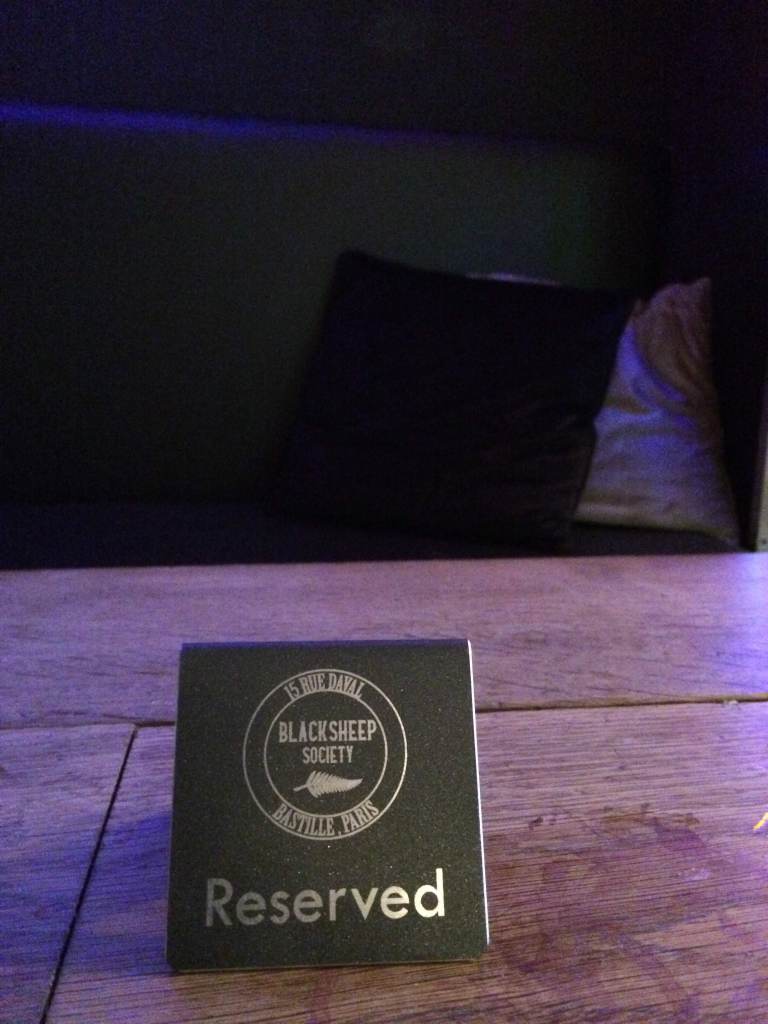 15 RUE DAVAL
BLACKSHEEP
SOCIETY
BASTILLE, PARIS
Reserved